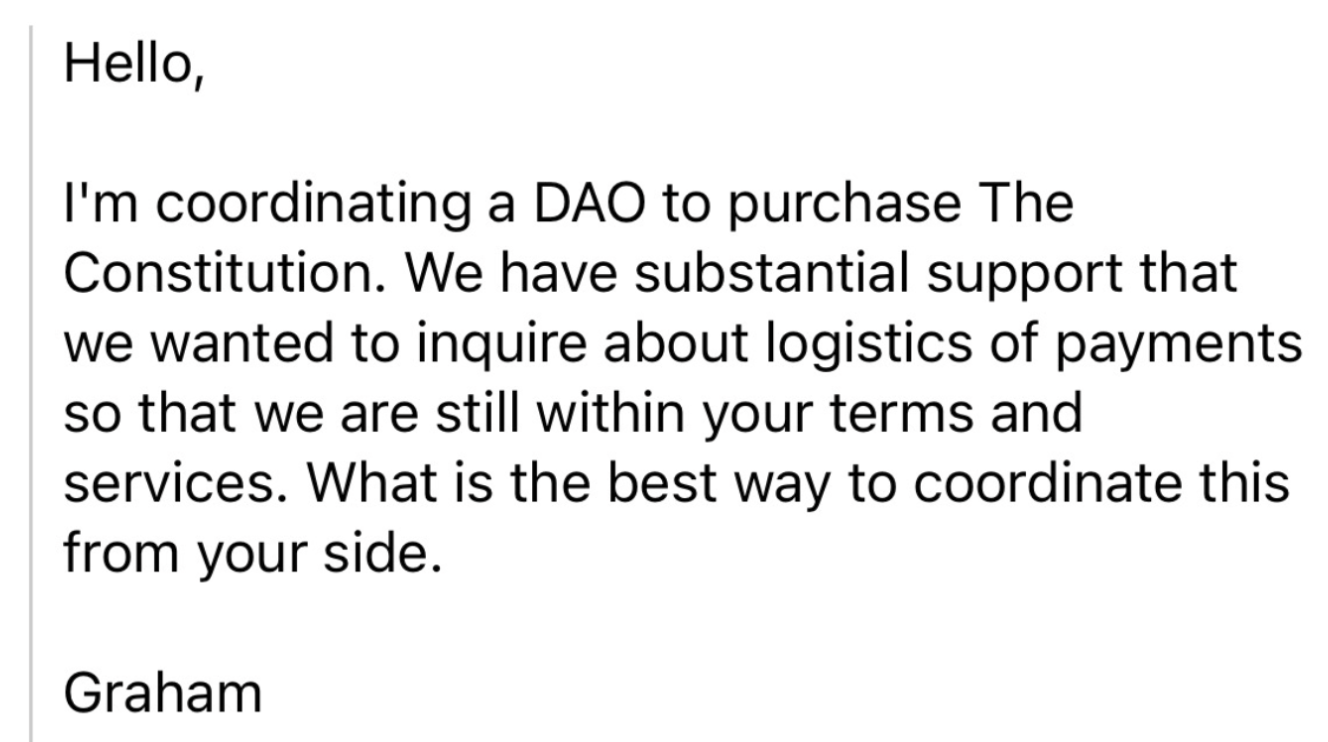 Hello,
I'm coordinating a DAO to purchase The
Constitution. We have substantial support that
we wanted to inquire about logistics of payments
so that we are still within your terms and
services. What is the best way to coordinate this
from your side.
Graham